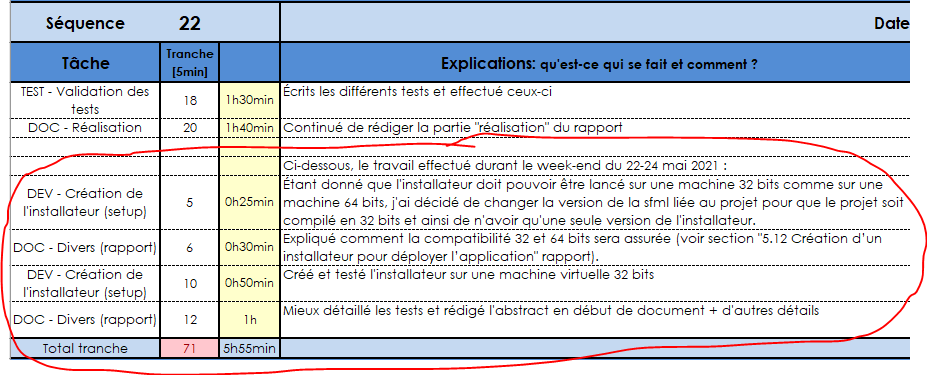 Séquence 22 Date
Tâche Tranche [5min] Explications: qu'est-ce qui se fait et comment ?
TEST - Validation des tests 18 1h30min Écrits les différents tests et effectué ceux-ci
DOC - Réalisation 20 1h40min Continué de rédiger la partie "réalisation" du rapport
Ci-dessous, le travail effectué durant le week-end du 22-24 mai 2021 :
DEV - Création de l'installateur (setup) 5 0h25min Étant donné que l'installateur doit pouvoir être lancé sur une machine 32 bits comme sur une
machine 64 bits, j'ai décidé de changer la version de la sfml liée au projet pour que le projet soit
compilé en 32 bits et ainsi de n'avoir qu'une seule version de l'installateur.
DOC - Divers (rapport) 6 0h30min Expliqué comment la compatibilité 32 et 64 bits sera assurée (voir section "5.12 Création d'un
installateur pour déployer l'application" rapport).
DEV - Création de l'installateur (setup) 10 0h50min Créé et testé l'installateur sur une machine virtuelle 32 bits
DOC - Divers (rapport) 12 1h Mieux détaillé les tests et rédigé l'abstract en début de document + d'autres détails
Total tranche 71 5h55min